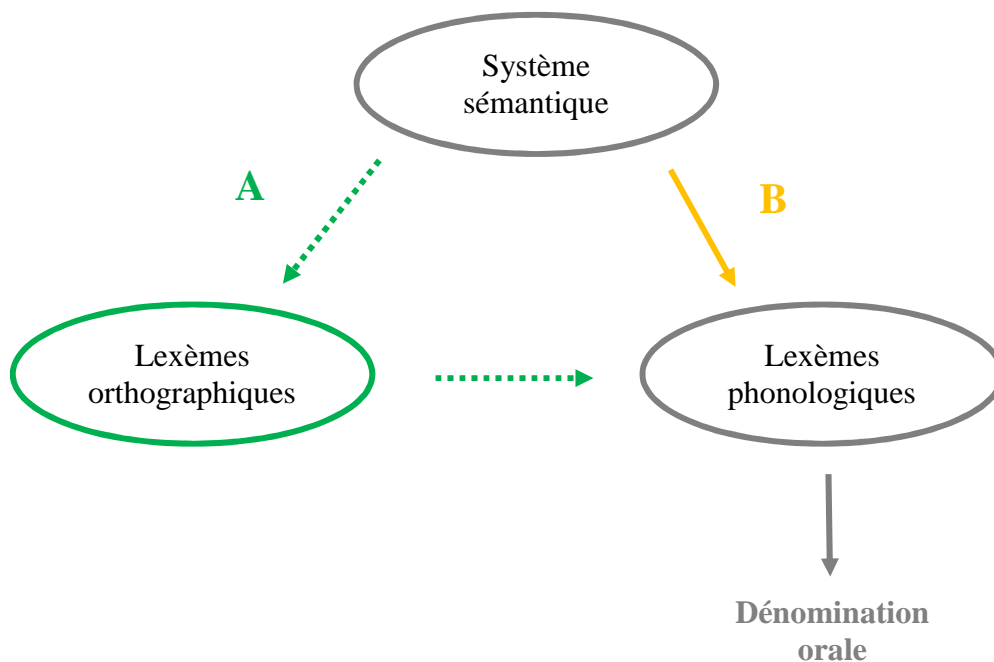 Système
sémantique
A
B
Lexèmes
orthographiques
Lexèmes
phonologiques
Dénomination
orale